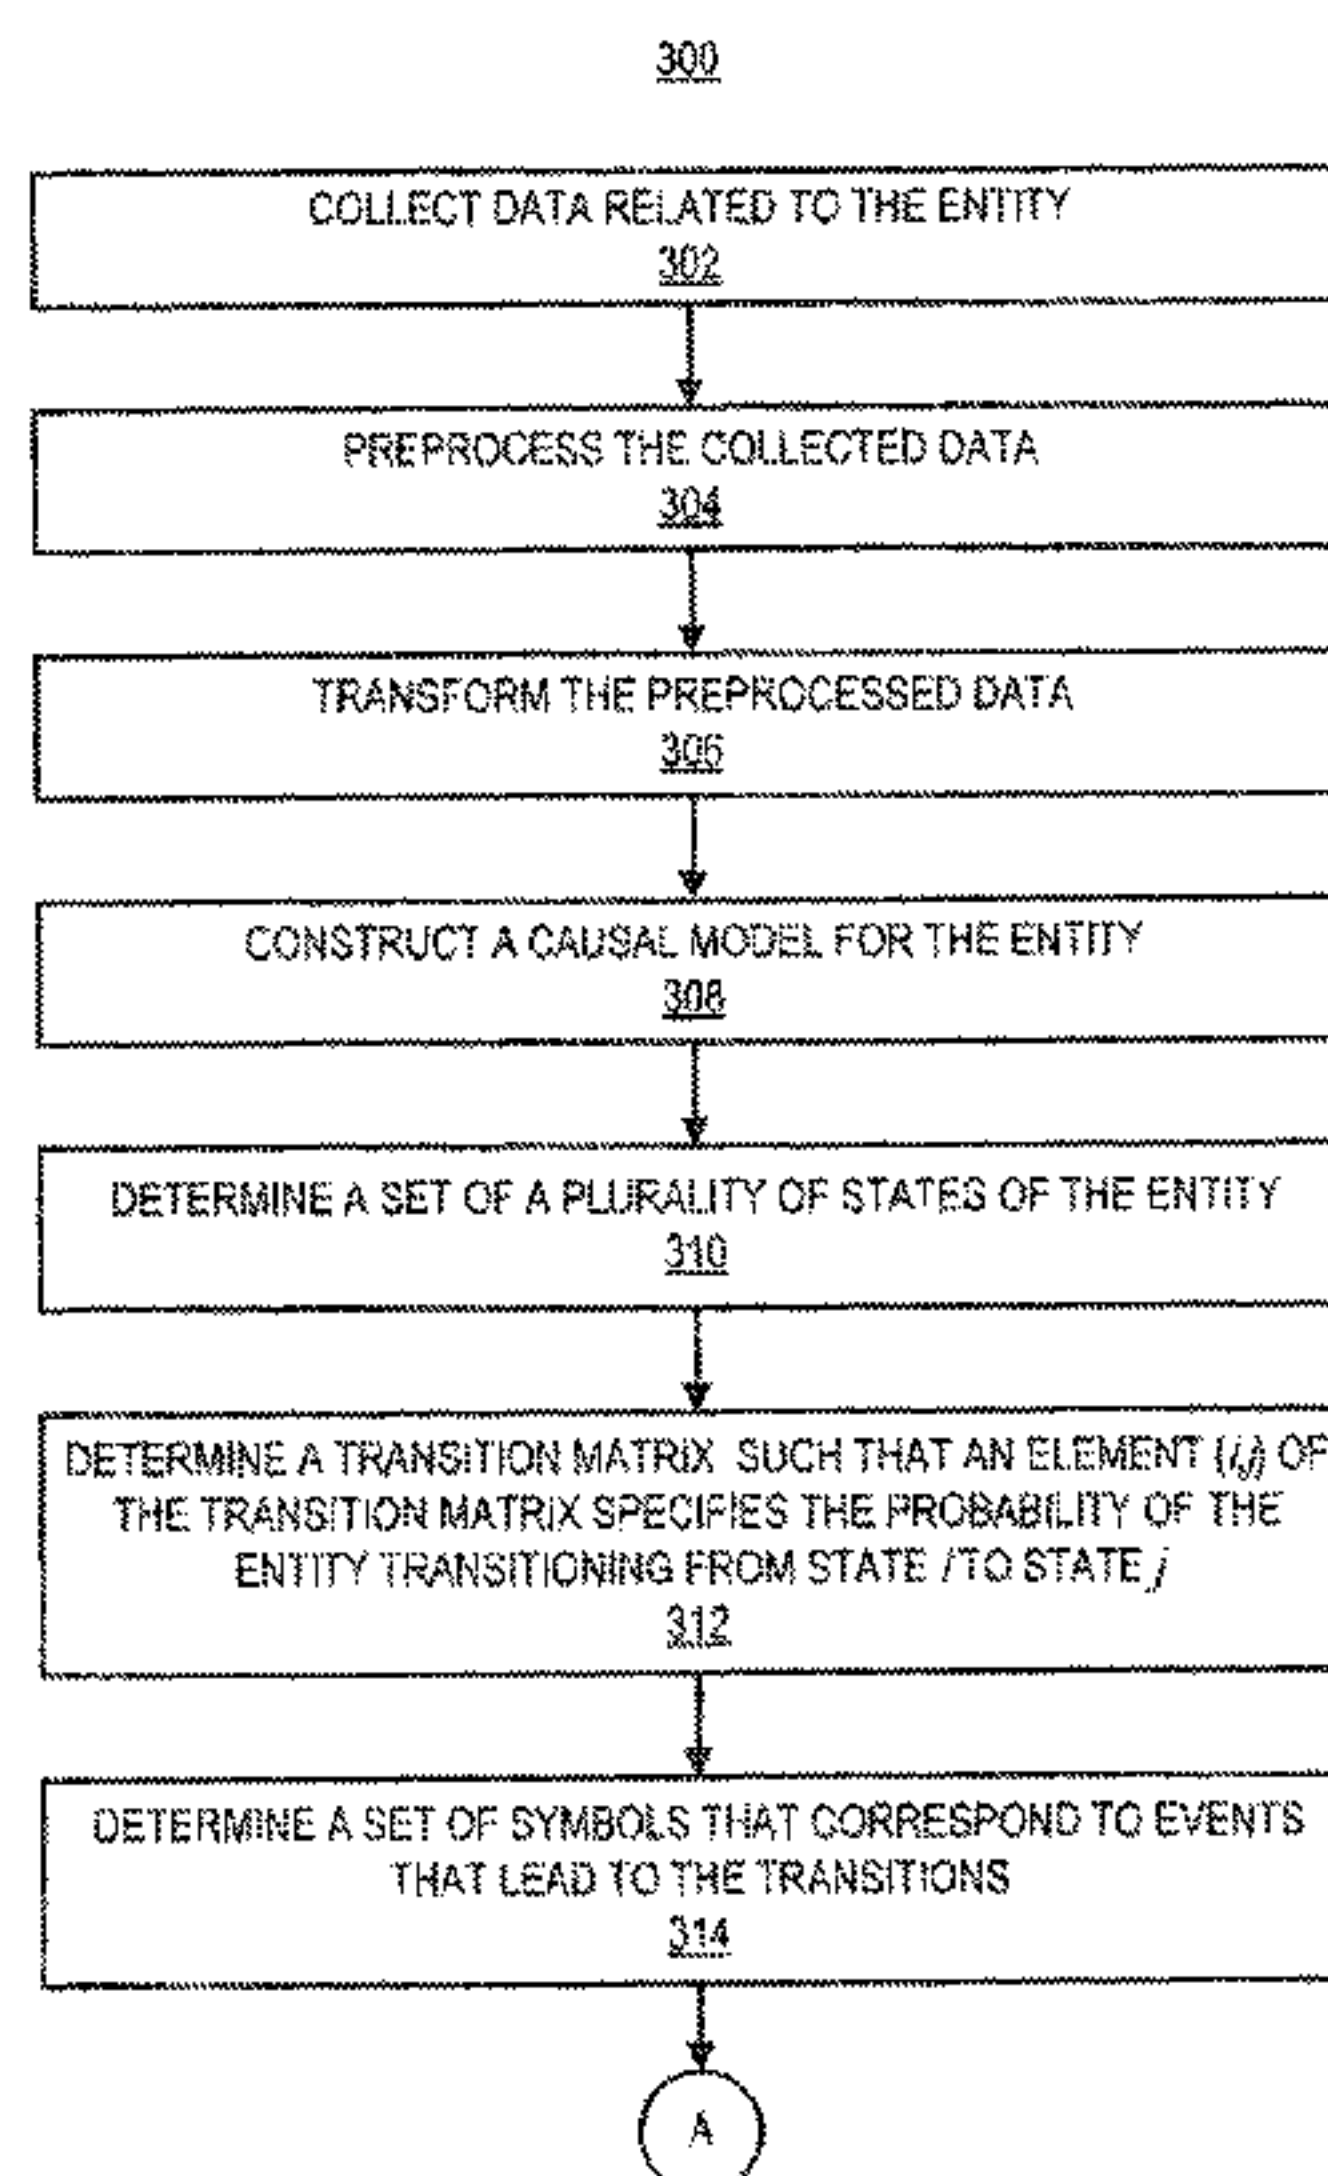 300
COLLECT DATA RELATED TO THE ENTITY
302
PREPROCESS THE COLLECTED DATA
304
TRANSFORM THE PREPROCESSED DATA
306
CONSTRUCT A CAUSAL MODEL FOR THE ENTITY
308
DETERMINE A SET OF A PLURALITY OF STATES OF THE ENTITY
310
DETERMINE A TRANSITION MATRIX SUCH THAT AN ELEMENT (i,j) OF
THE TRANSITION MATRIX SPECIFIES THE PROBABILITY OF THE
ENTITY TRANSITIONING FROM STATE i TO STATE j
312
DETERMINE A SET OF SYMBOLS THAT CORRESPOND TO EVENTS
THAT LEAD TO THE TRANSITIONS
314
A